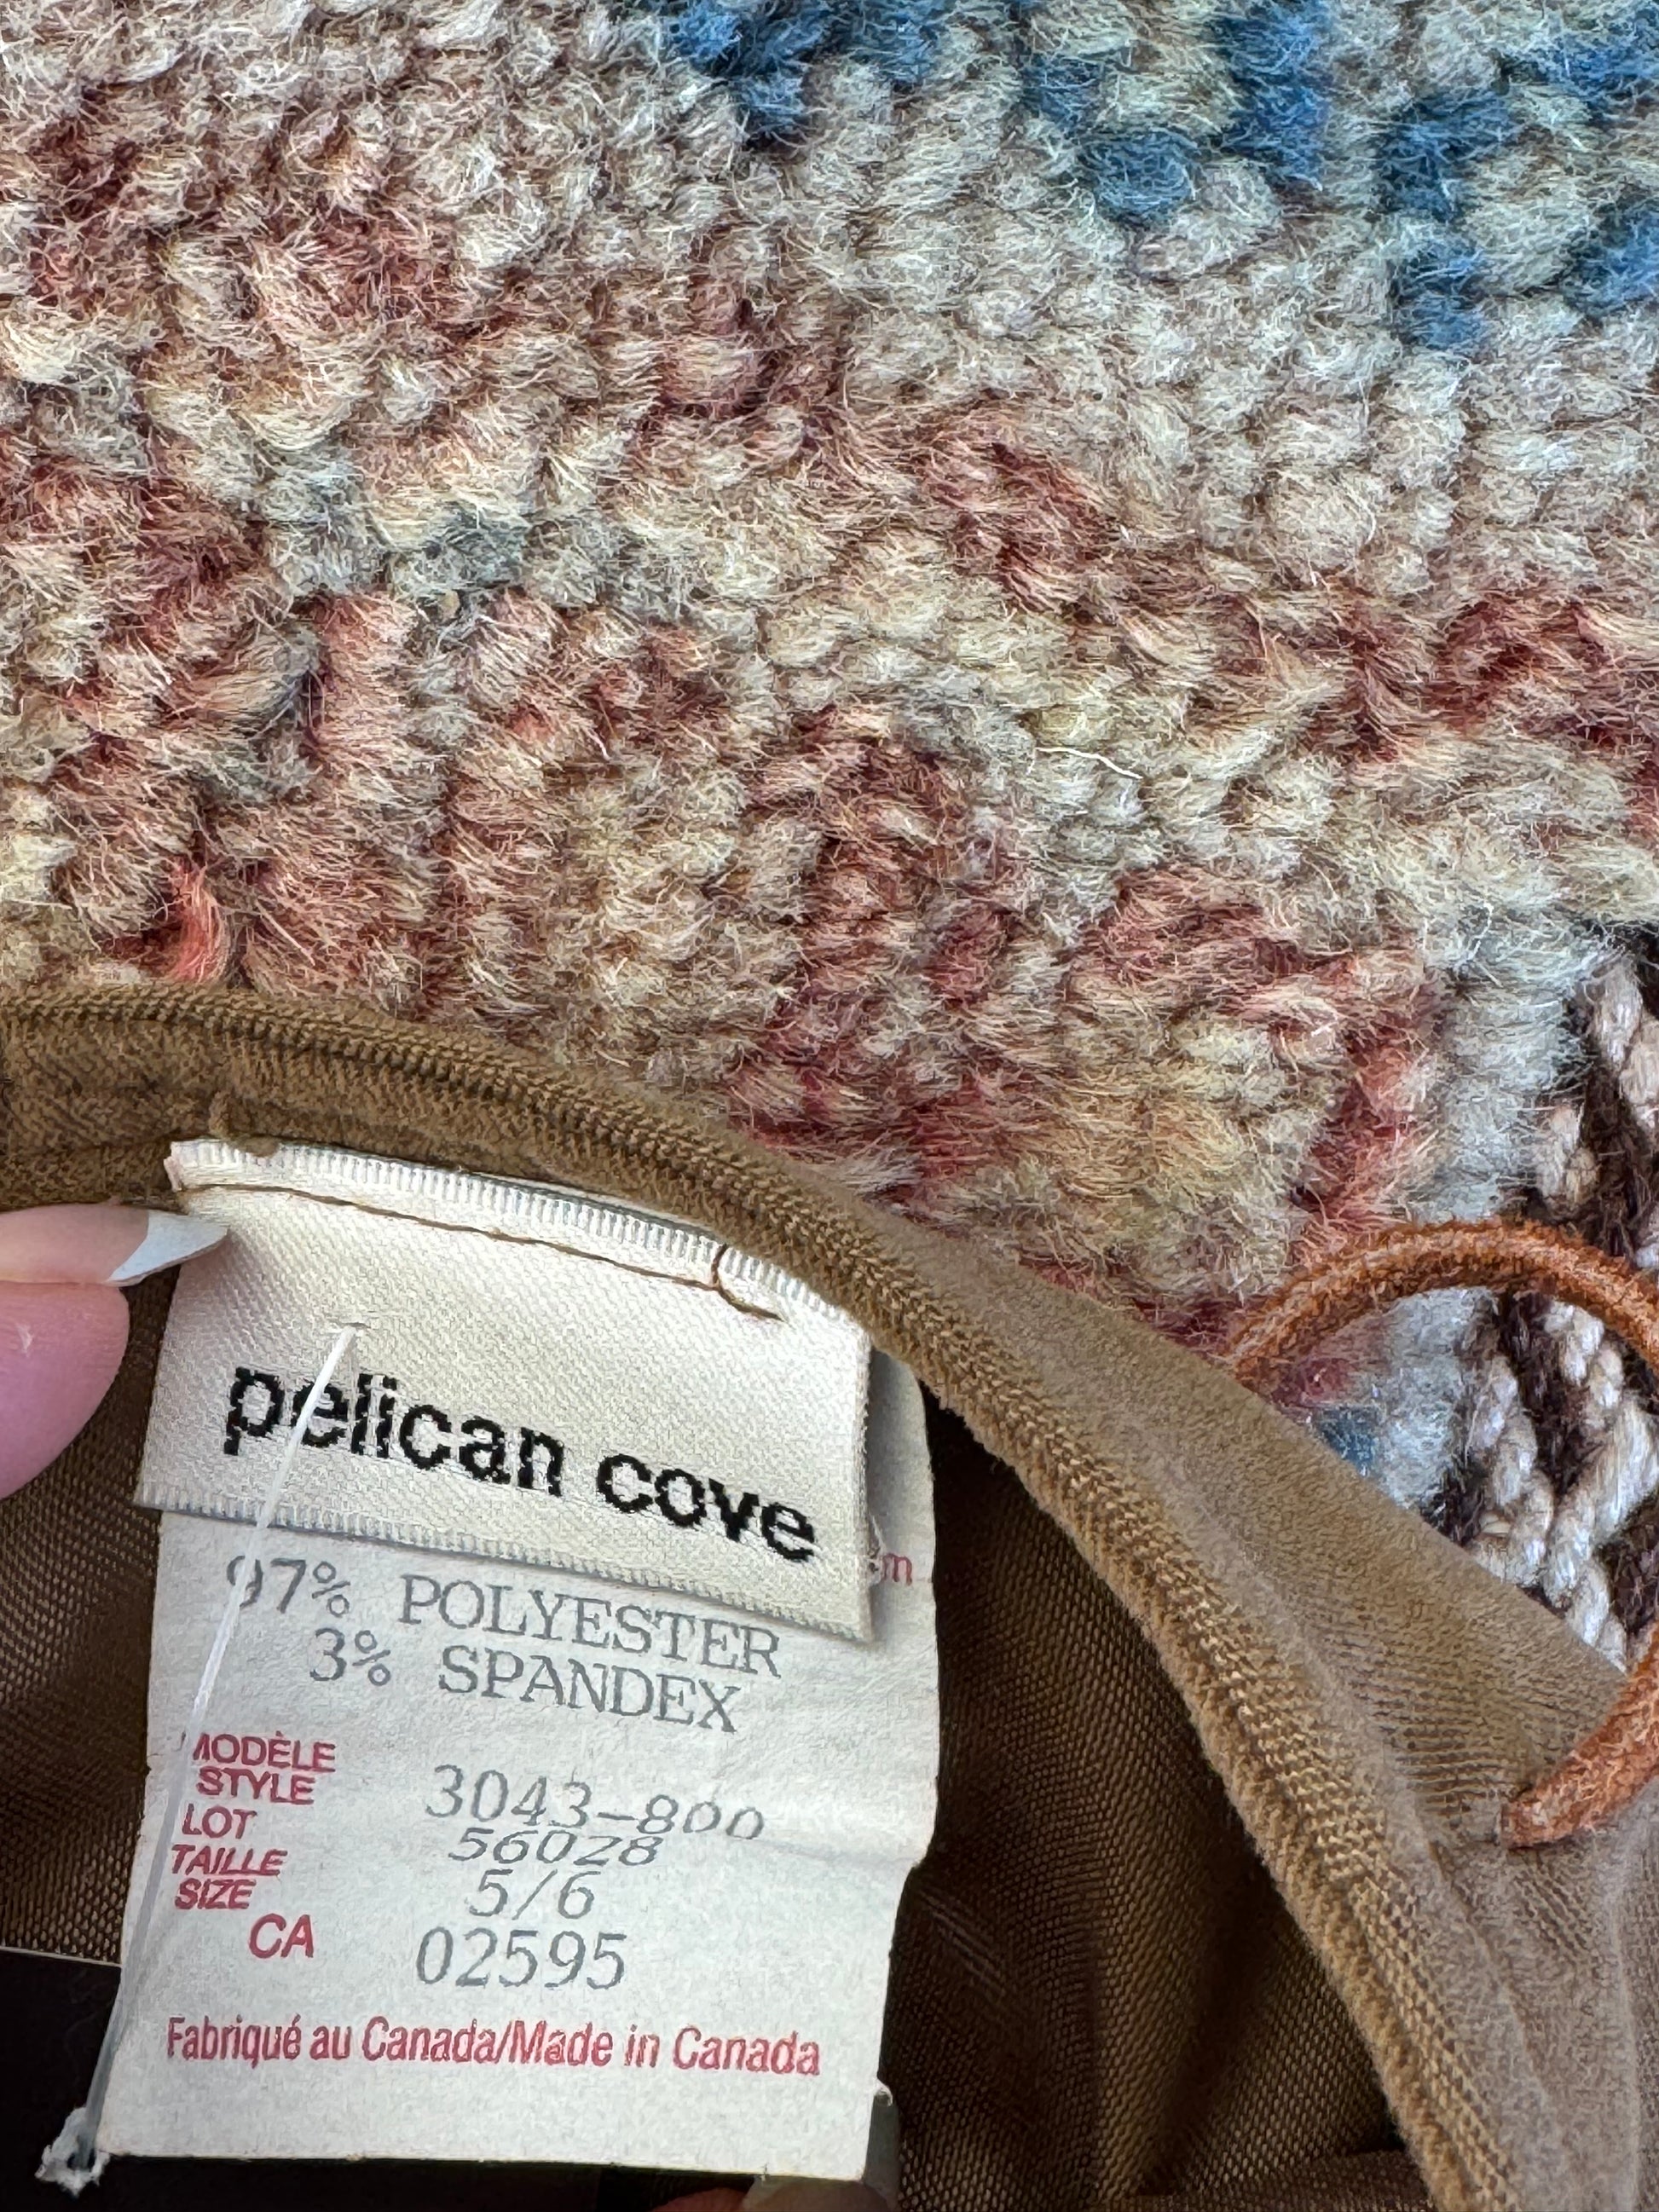 pelican cove
97% POLYESTER
3% SPANDEX
MODÈLE
STYLE 3043-800
LOT 56028
TAILLE
SIZE 5/6
CA 02595
Fabriqué au Canada/Made in Canada